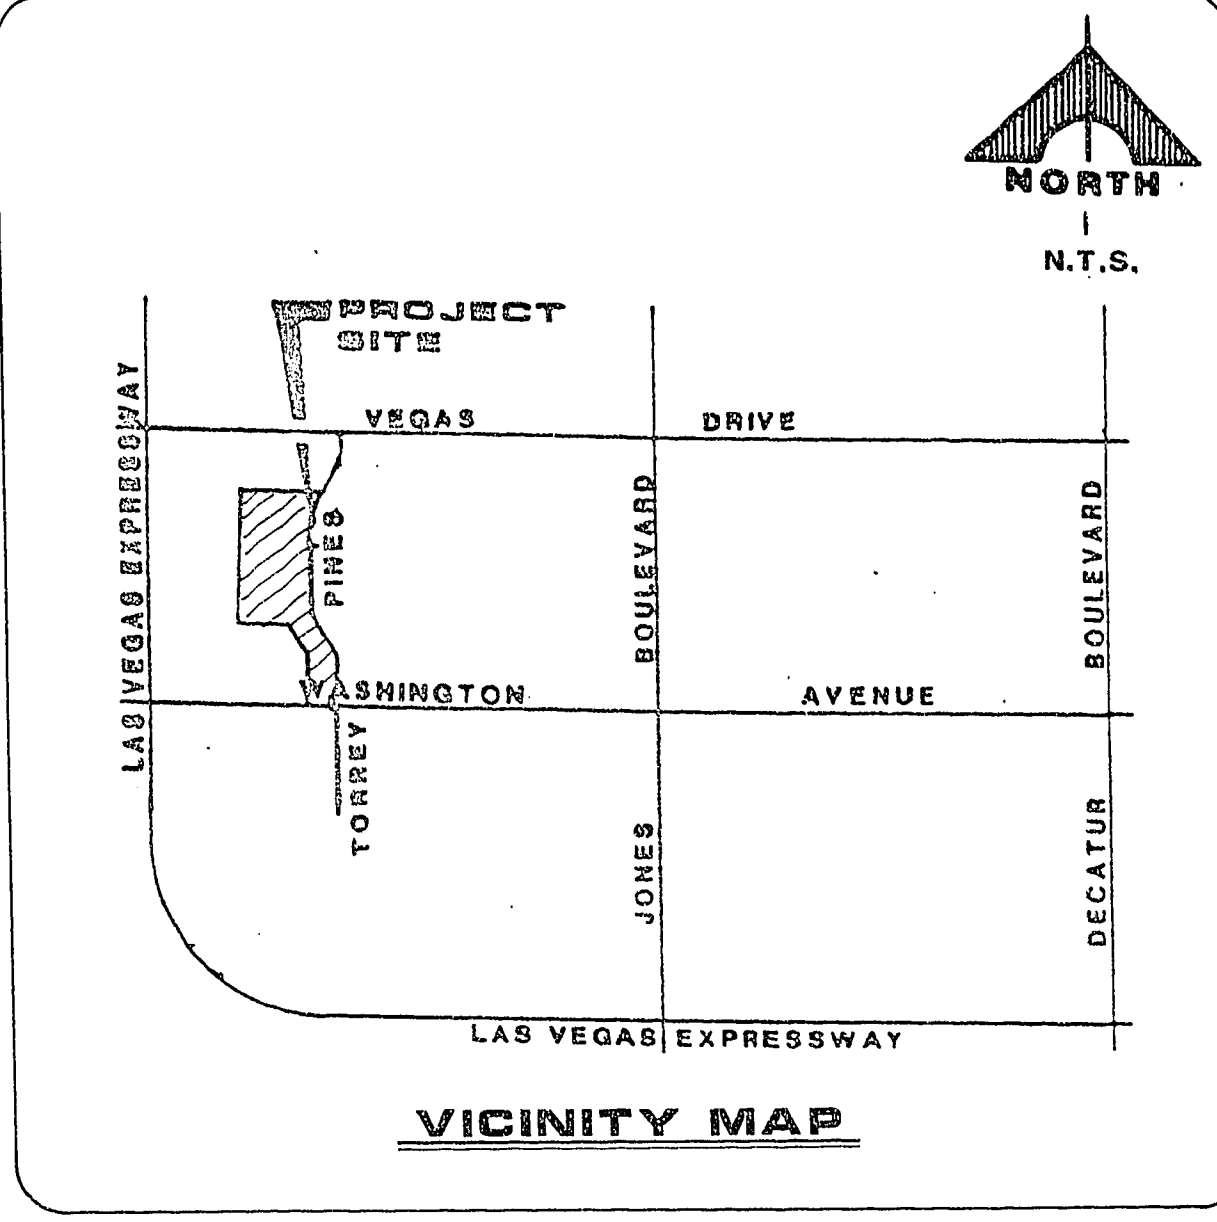 NORTH
N.T.S.
PROJECT
SITE
VEGAS DRIVE
LAS VEGAS EXPRESSWAY
PINES
BOULEVARD
BOULEVARD
WASHINGTON AVENUE
TORREY
JONES
DECATUR
LAS VEGAS EXPRESSWAY
VICINITY MAP